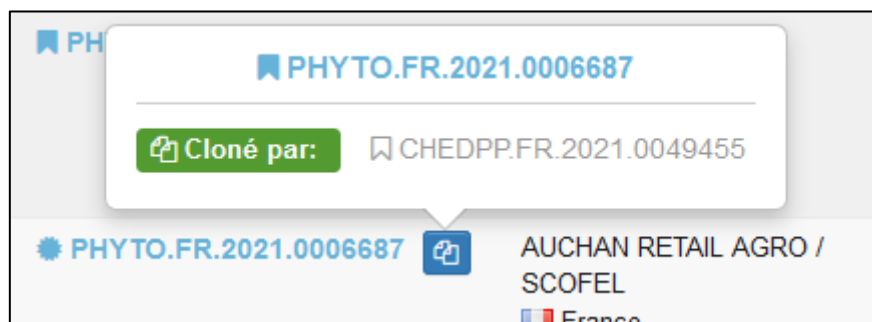 PH
PHYTO.FR.2021.0006687
Cloné par: CHEDPP.FR.2021.0049455
PHYTO.FR.2021.0006687 AUCHAN RETAIL AGRO /
SCOFEL
France